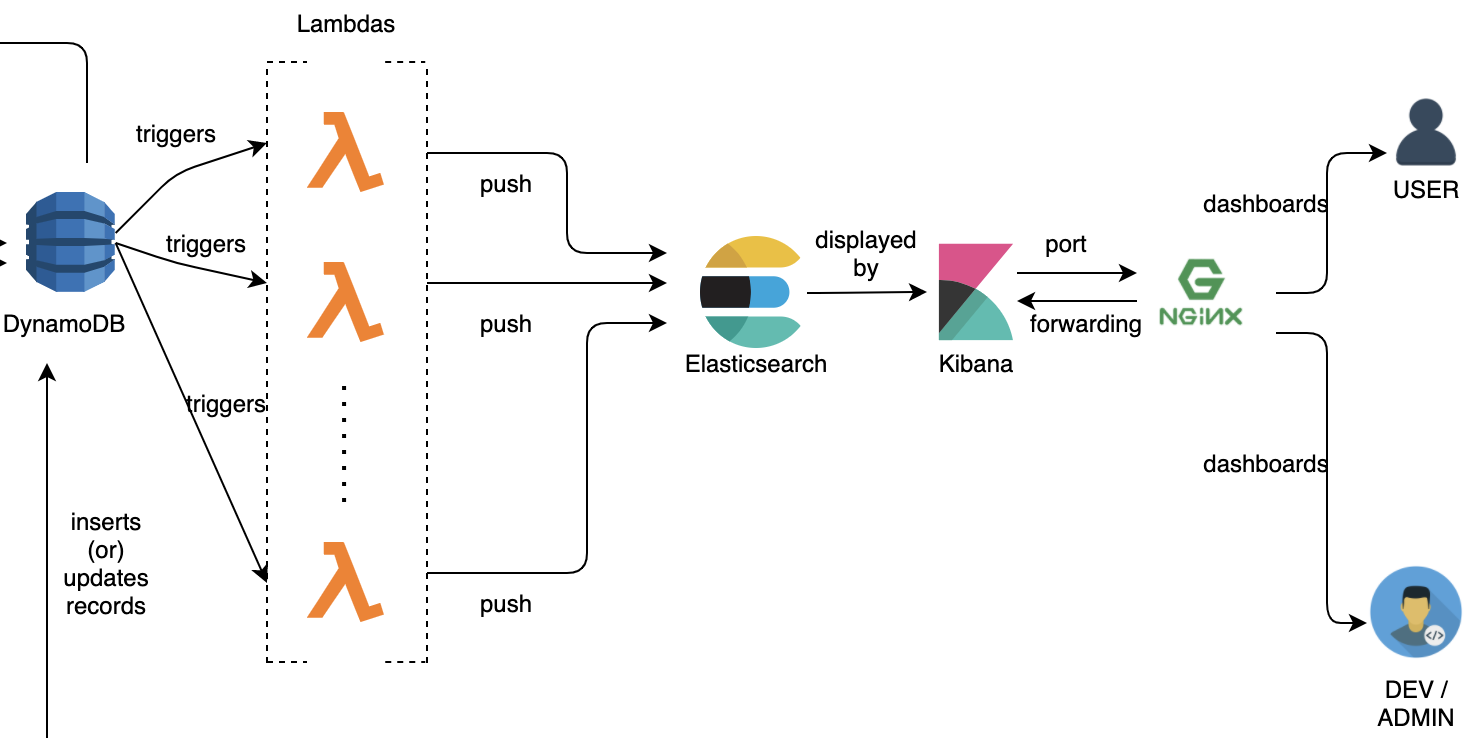 Lambdas
triggers
triggers
triggers
DynamoDB
inserts
(or)
updates
records
push
push
push
Elasticsearch
displayed
by
Kibana
port
forwarding
NGINX
dashboards
dashboards
USER
DEV /
ADMIN